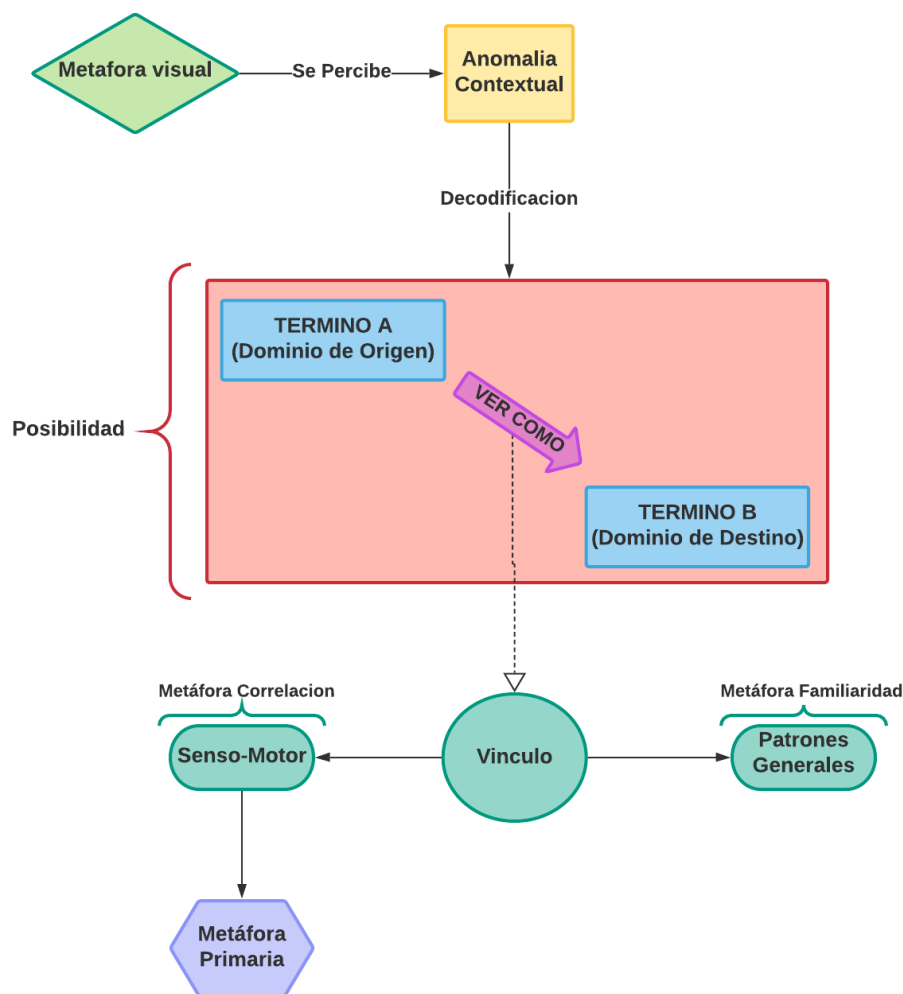 Metafora visual
Se Percibe
Anomalia
Contextual
Decodificacion
TERMINO A
(Dominio de Origen)
VER COMO
Posibilidad
TERMINO B
(Dominio de Destino)
Metáfora Correlacion
Metáfora Familiaridad
Senso-Motor
Vinculo
Patrones
Generales
Metáfora
Primaria